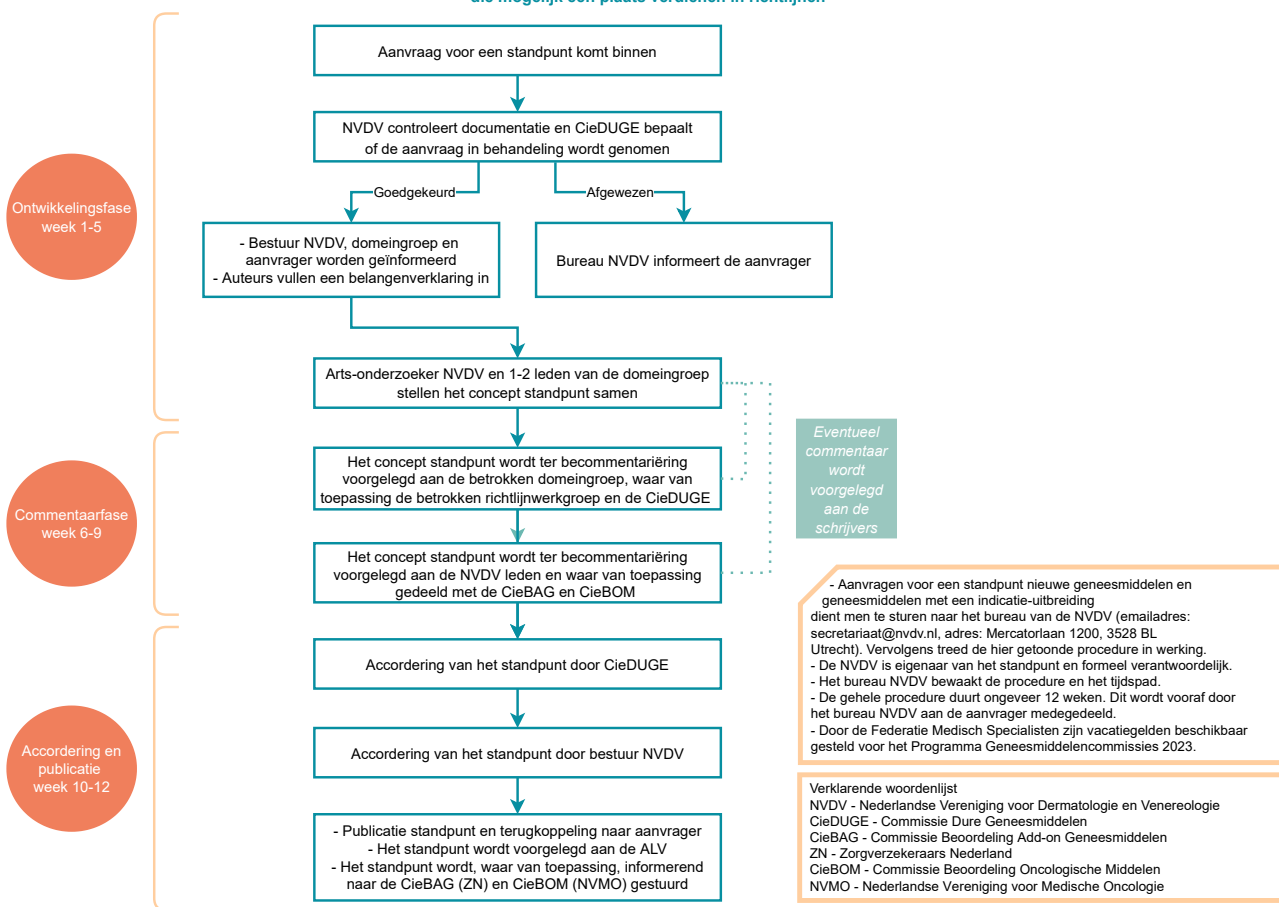 die mogelijk een plaats verdienen in richtlijnen
Aanvraag voor een standpunt komt binnen
NVDV controleert documentatie en CieDUGE bepaalt
of de aanvraag in behandeling wordt genomen
Goedgekeurd
Afgewezen
Ontwikkelingsfase
week 1-5
- Bestuur NVDV, domeingroep en
aanvrager worden geïnformeerd
- Auteurs vullen een belangenverklaring in
Bureau NVDV informeert de aanvrager
Arts-onderzoeker NVDV en 1-2 leden van de domeingroep
stellen het concept standpunt samen
Eventueel
commentaar
wordt
voorgelegd
aan de
schrijvers
Commentaarfase
week 6-9
Het concept standpunt wordt ter becommentariëring
voorgelegd aan de betrokken domeingroep, waar van
toepassing de betrokken richtlijnwerkgroep en de CieDUGE
Het concept standpunt wordt ter becommentariëring
voorgelegd aan de NVDV leden en waar van toepassing
gedeeld met de CieBAG en CieBOM
Accordering en
publicatie
week 10-12
Accordering van het standpunt door CieDUGE
Accordering van het standpunt door bestuur NVDV
- Publicatie standpunt en terugkoppeling naar aanvrager
- Het standpunt wordt voorgelegd aan de ALV
- Het standpunt wordt, waar van toepassing, informerend
naar de CieBAG (ZN) en CieBOM (NVMO) gestuurd
- Aanvragen voor een standpunt nieuwe geneesmiddelen en
geneesmiddelen met een indicatie-uitbreiding
dient men te sturen naar het bureau van de NVDV (emailadres:
secretariaat@nvdv.nl, adres: Mercatorlaan 1200, 3528 BL
Utrecht). Vervolgens treed de hier getoonde procedure in werking.
- De NVDV is eigenaar van het standpunt en formeel verantwoordelijk.
- Het bureau NVDV bewaakt de procedure en het tijdspad.
- De gehele procedure duurt ongeveer 12 weken. Dit wordt vooraf door
het bureau NVDV aan de aanvrager medegedeeld.
- Door de Federatie Medisch Specialisten zijn vacatiegelden beschikbaar
gesteld voor het Programma Geneesmiddelencommissies 2023.
Verklarende woordenlijst
NVDV - Nederlandse Vereniging voor Dermatologie en Venereologie
CieDUGE - Commissie Dure Geneesmiddelen
CieBAG - Commissie Beoordeling Add-on Geneesmiddelen
ZN - Zorgverzekeraars Nederland
CieBOM - Commissie Beoordeling Oncologische Middelen
NVMO - Nederlandse Vereniging voor Medische Oncologie